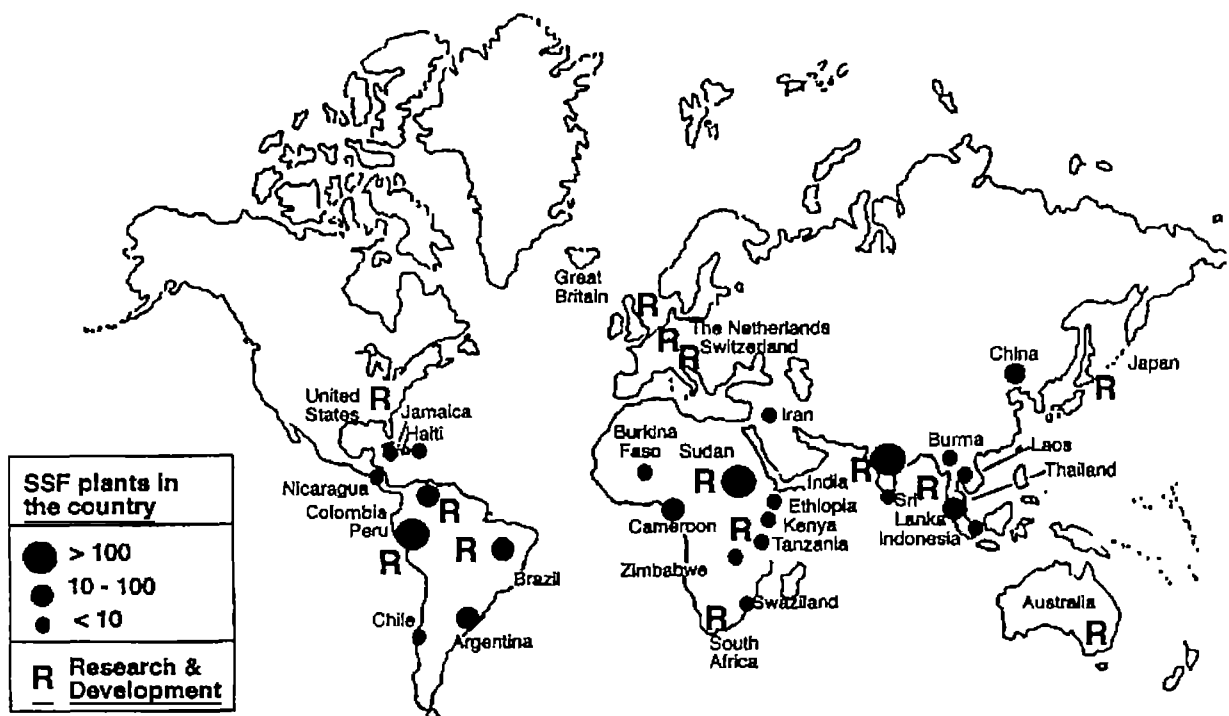 Great
Britain
R
The Netherlands
R
Switzerland
R
China
Japan
R
United
States
R
Jamaica
Haiti
Iran
Burkina
Faso
Sudan
R
Burma
Laos
Thailand
India
R
R
Nicaragua
Colombia
R
Peru
R
R
Brazil
Cameroon
Ethiopia
Kenya
R
Tanzania
Sri
Lanka
Indonesia
Zimbabwe
Chile
Argentina
Swaziland
R
South
Africa
Australia
R
SSF plants in
the country
> 100
10 - 100
< 10
R Research &
Development